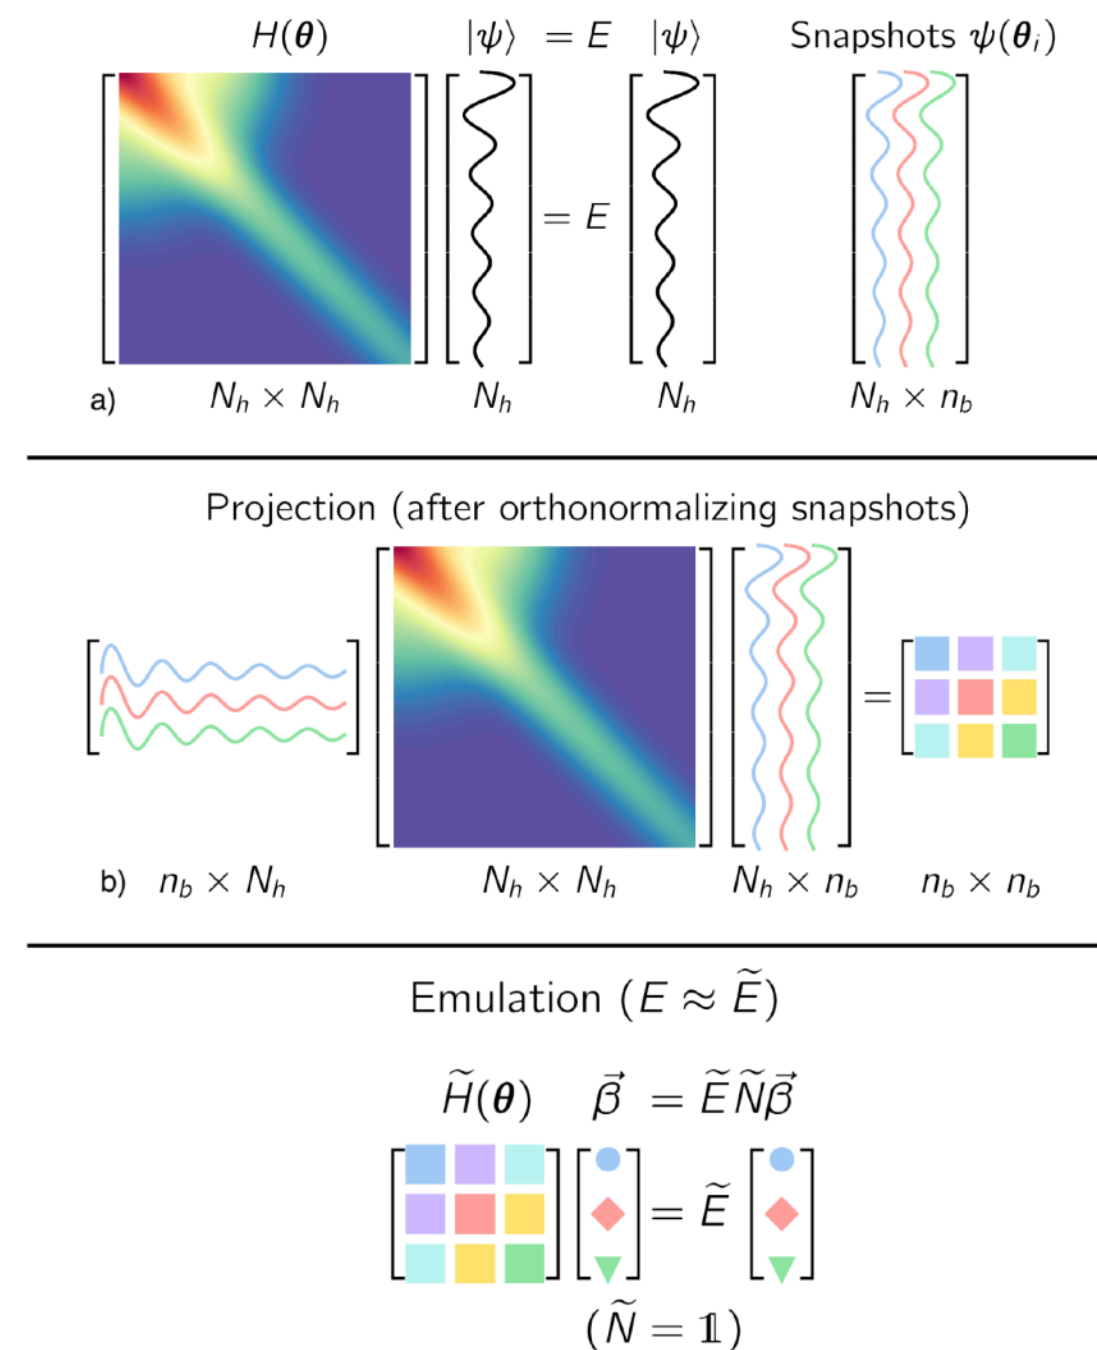 H(θ) |ψ⟩ = E |ψ⟩ Snapshots ψ(θᵢ)
= E
a) Nₕ × Nₕ Nₕ Nₕ Nₕ × n_b
Projection (after orthonormalizing snapshots)
=
b) n_b × Nₕ Nₕ × Nₕ Nₕ × n_b n_b × n_b
Emulation (E ≈ Ẽ)
H̃(θ) β⃗ = ẼÑβ⃗
= Ẽ
(Ñ = 𝟙)